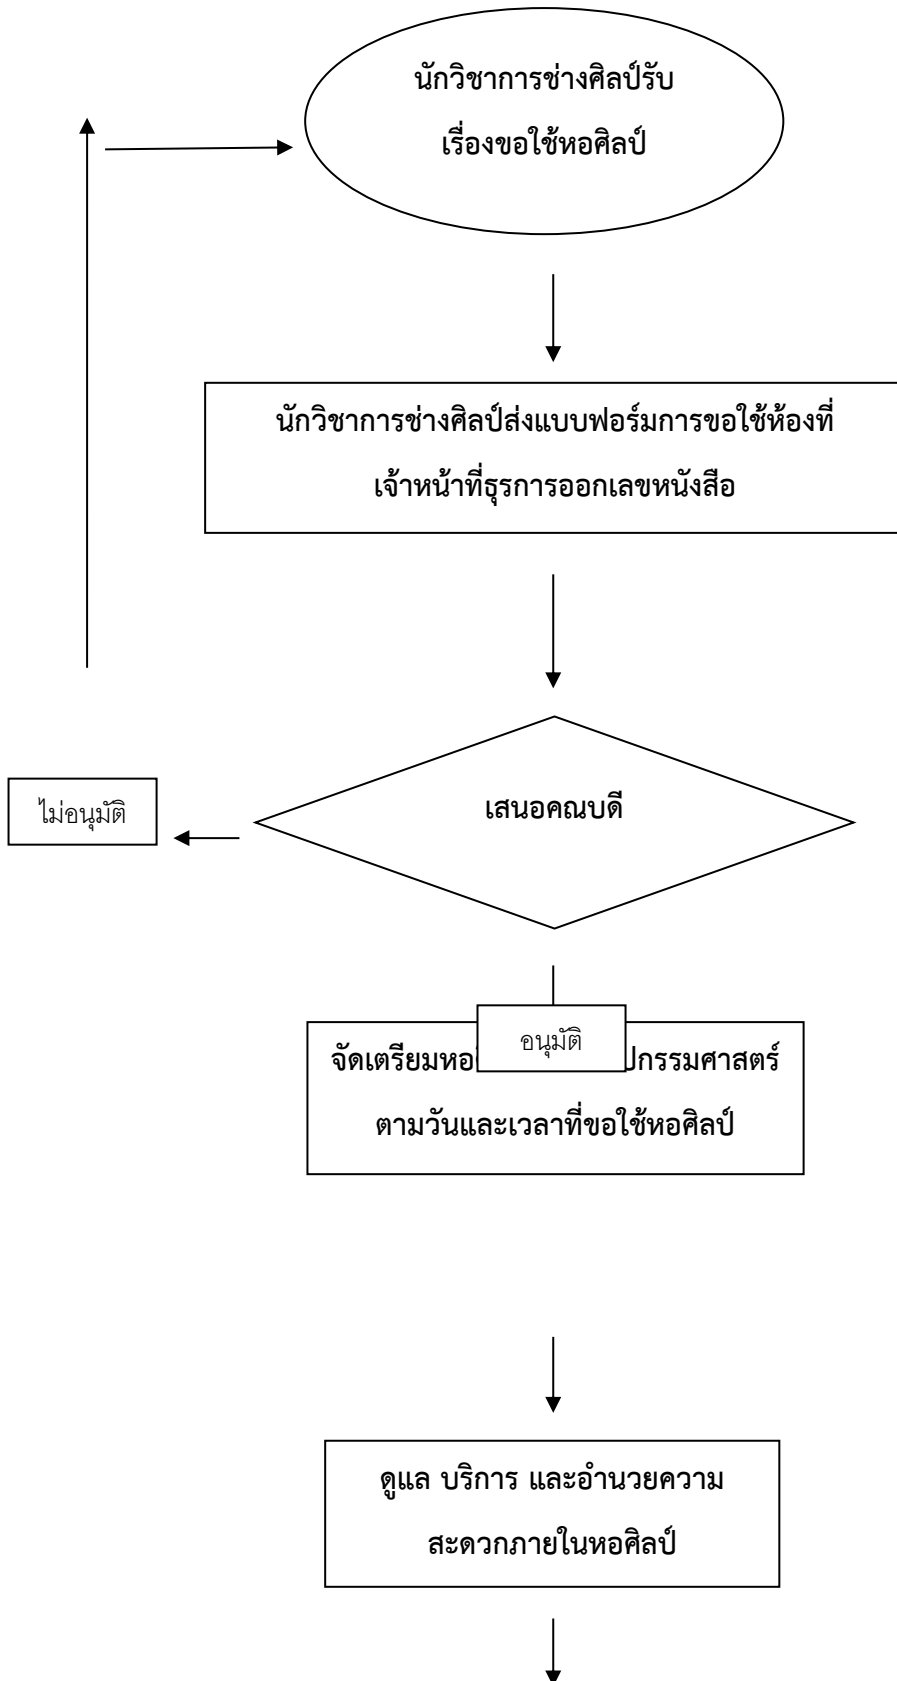 นักวิชาการช่างศิลป์รับ
เรื่องขอใช้หอศิลป์
นักวิชาการช่างศิลป์ส่งแบบฟอร์มการขอใช้ห้องที่
เจ้าหน้าที่ธุรการออกเลขหนังสือ
เสนอคณบดี
ไม่อนุมัติ
อนุมัติ
จัดเตรียมหอ ปกรรมศาสตร์
ตามวันและเวลาที่ขอใช้หอศิลป์
ดูแล บริการ และอำนวยความ
สะดวกภายในหอศิลป์